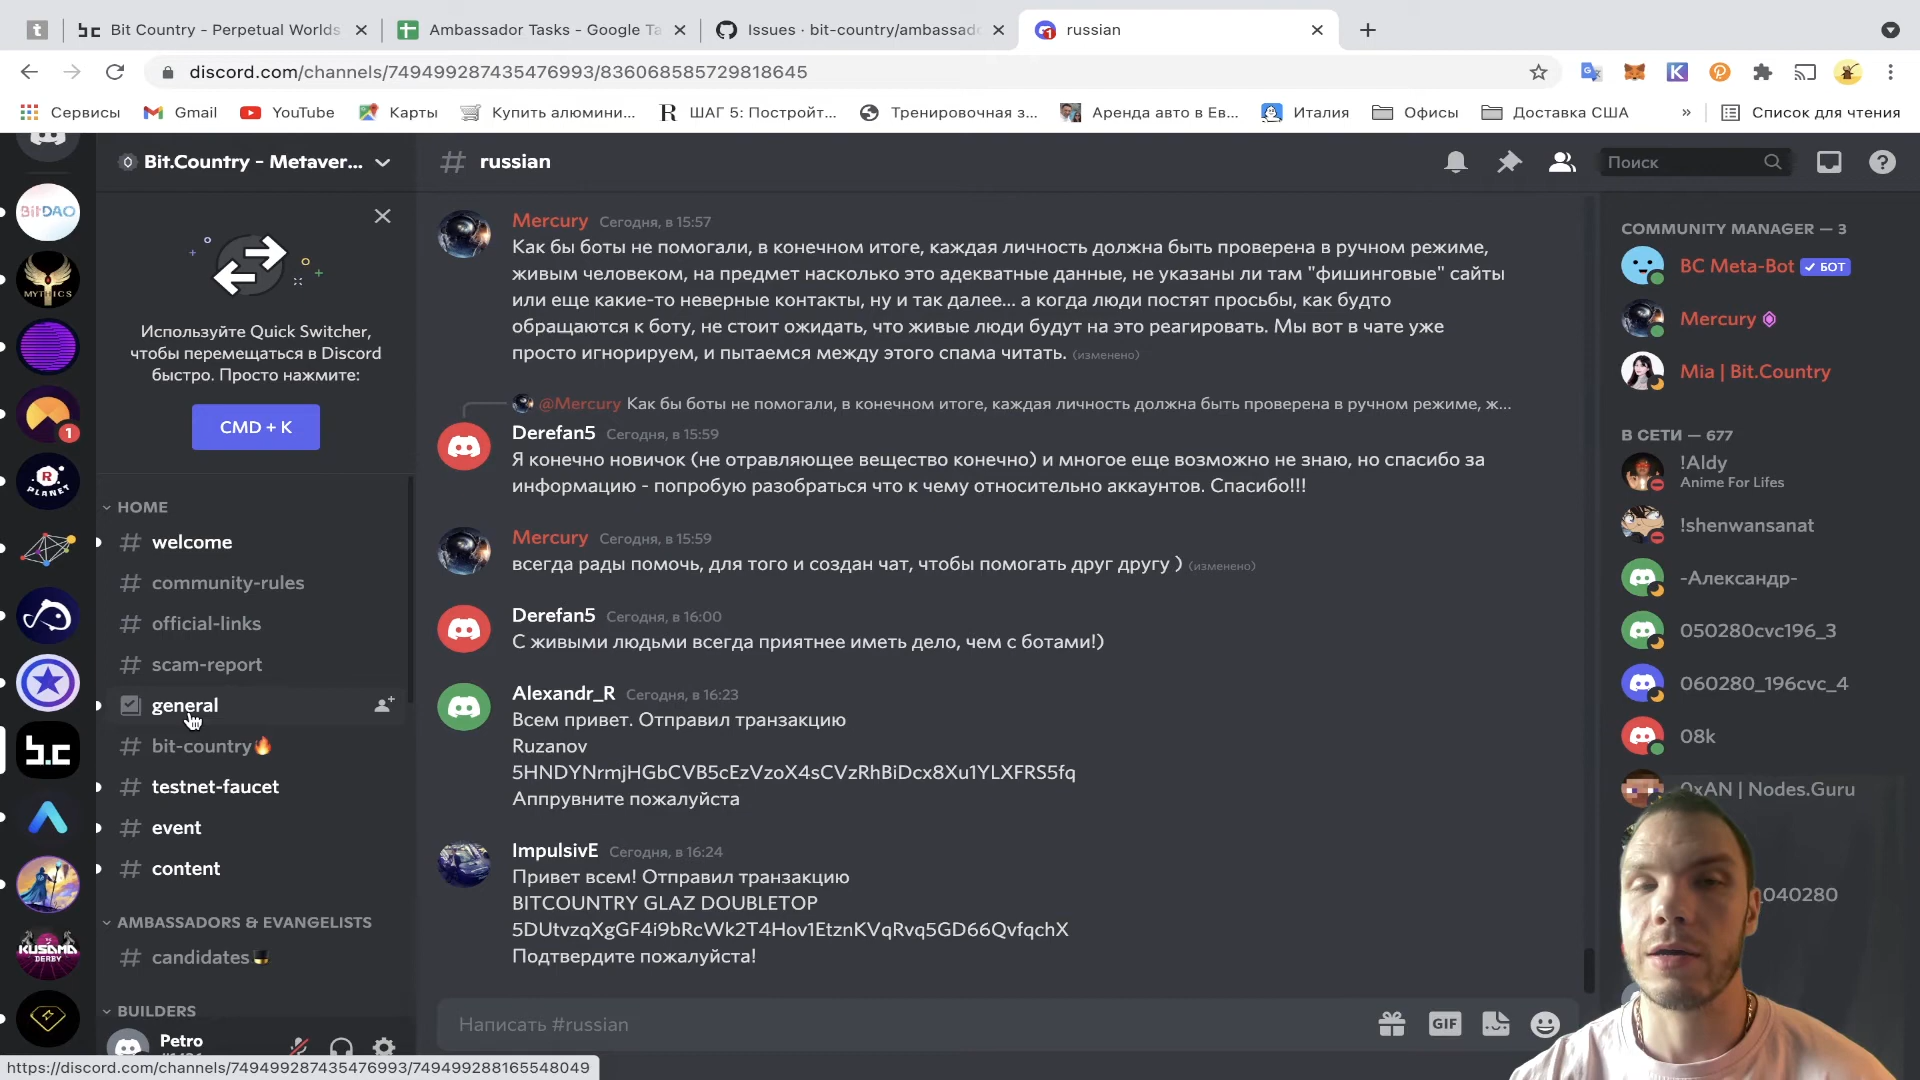 Bit Country - Perpetual Worlds
Ambassador Tasks - Google Ta
Issues · bit-country/ambassad
russian
discord.com/channels/749499287435476993/836068585729818645
Сервисы
Gmail
YouTube
Карты
Купить алюмини...
ШАГ 5: Постройт...
Тренировочная з...
Аренда авто в Ев...
Италия
Офисы
Доставка США
»
Список для чтения
Bit.Country - Metaver...
# russian
Поиск
BitDAO
MYTHICS
1
R PLANET
b.c
KUSAMA
DERBY
Используйте Quick Switcher,
чтобы перемещаться в Discord
быстро. Просто нажмите:
CMD + K
HOME
# welcome
# community-rules
# official-links
# scam-report
general
# bit-country🔥
# testnet-faucet
# event
# content
AMBASSADORS & EVANGELISTS
# candidates🎩
BUILDERS
Petro
Mercury Сегодня, в 15:57
Как бы боты не помогали, в конечном итоге, каждая личность должна быть проверена в ручном режиме,
живым человеком, на предмет насколько это адекватные данные, не указаны ли там "фишинговые" сайты
или еще какие-то неверные контакты, ну и так далее... а когда люди постят просьбы, как будто
обращаются к боту, не стоит ожидать, что живые люди будут на это реагировать. Мы вот в чате уже
просто игнорируем, и пытаемся между этого спама читать. (изменено)
@Mercury Как бы боты не помогали, в конечном итоге, каждая личность должна быть проверена в ручном режиме, ж...
Derefan5 Сегодня, в 15:59
Я конечно новичок (не отравляющее вещество конечно) и многое еще возможно не знаю, но спасибо за
информацию - попробую разобраться что к чему относительно аккаунтов. Спасибо!!!
Mercury Сегодня, в 15:59
всегда рады помочь, для того и создан чат, чтобы помогать друг другу ) (изменено)
Derefan5 Сегодня, в 16:00
С живыми людьми всегда приятнее иметь дело, чем с ботами!)
Alexandr_R Сегодня, в 16:23
Всем привет. Отправил транзакцию
Ruzanov
5HNDYNrmjHGbCVB5cEzVzoX4sCVzRhBiDcx8Xu1YLXFRS5fq
Аппрувните пожалуйста
ImpulsivE Сегодня, в 16:24
Привет всем! Отправил транзакцию
BITCOUNTRY GLAZ DOUBLETOP
5DUtvzqXgGF4i9bRcWk2T4Hov1EtznKVqRvq5GD66QvfqchX
Подтвердите пожалуйста!
Написать #russian
GIF
COMMUNITY MANAGER — 3
BC Meta-Bot ✓ БОТ
Mercury
Mia | Bit.Country
В СЕТИ — 677
!Aldy
Anime For Lifes
!shenwansanat
-Александр-
050280cvc196_3
060280_196cvc_4
08k
0xAN | Nodes.Guru
_040280
https://discord.com/channels/749499287435476993/749499288165548049